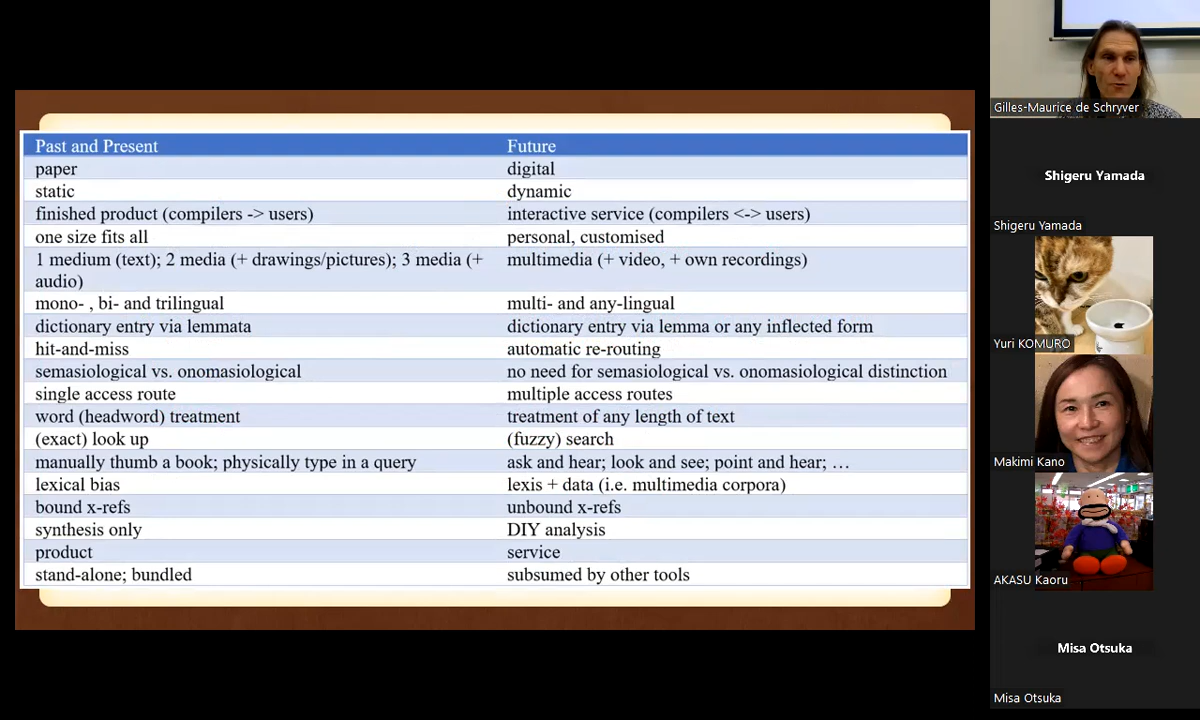 Past and Present Future
paper digital
static dynamic
finished product (compilers -> users) interactive service (compilers <-> users)
one size fits all personal, customised
1 medium (text); 2 media (+ drawings/pictures); 3 media (+ multimedia (+ video, + own recordings)
audio)
mono- , bi- and trilingual multi- and any-lingual
dictionary entry via lemmata dictionary entry via lemma or any inflected form
hit-and-miss automatic re-routing
semasiological vs. onomasiological no need for semasiological vs. onomasiological distinction
single access route multiple access routes
word (headword) treatment treatment of any length of text
(exact) look up (fuzzy) search
manually thumb a book; physically type in a query ask and hear; look and see; point and hear; …
lexical bias lexis + data (i.e. multimedia corpora)
bound x-refs unbound x-refs
synthesis only DIY analysis
product service
stand-alone; bundled subsumed by other tools
Gilles-Maurice de Schryver
Shigeru Yamada
Shigeru Yamada
Yuri KOMURO
Makimi Kano
AKASU Kaoru
Misa Otsuka
Misa Otsuka